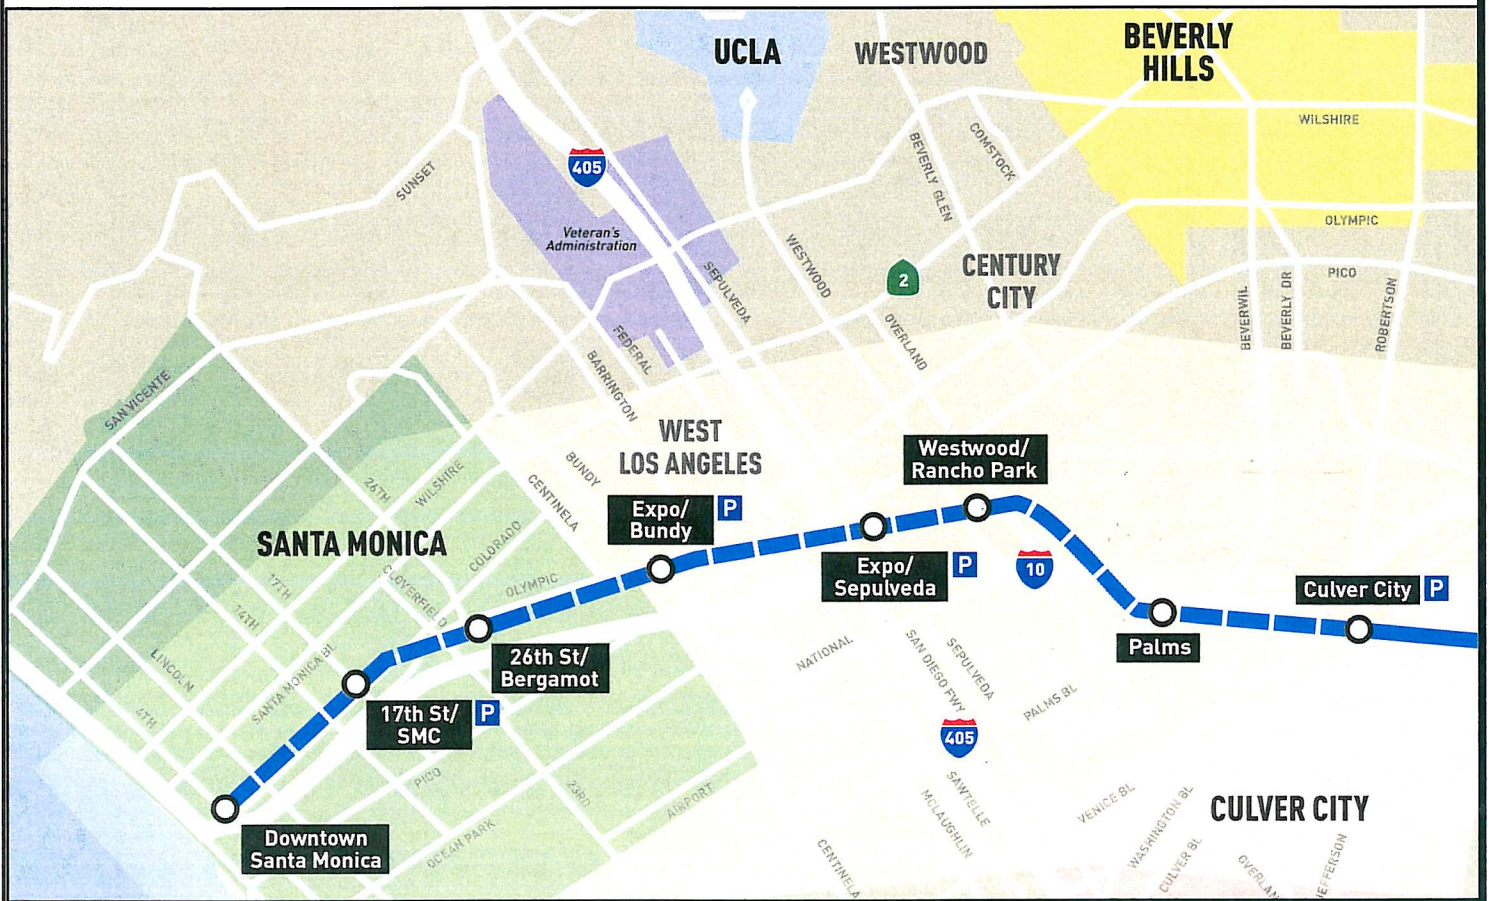 UCLA
WESTWOOD
BEVERLY
HILLS
WILSHIRE
405
SUNSET
COMSTOCK
BEVERLY GLEN
OLYMPIC
Veteran's
Administration
WESTWOOD
SEPULVEDA
CENTURY
CITY
2
PICO
BEVERWIL
BEVERLY DR
ROBERTSON
OVERLAND
FEDERAL
BARRINGTON
SAN VICENTE
WEST
LOS ANGELES
Westwood/
Rancho Park
BUNDY
CENTINELA
26TH
WILSHIRE
Expo/
Bundy
P
SANTA MONICA
COLORADO
CLOVERFIELD
OLYMPIC
17TH
14TH
Expo/
Sepulveda
P
10
Culver City
P
Palms
26th St/
Bergamot
NATIONAL
SAN DIEGO FWY
SEPULVEDA
PALMS BL
LINCOLN
SANTA MONICA BL
4TH
17th St/
SMC
P
405
PICO
23RD
AIRPORT
SAWTELLE
MCLAUGHLIN
VENICE BL
WASHINGTON BL
CULVER CITY
Downtown
Santa Monica
OCEAN PARK
CENTINELA
CULVER BL
OVERLAN
EFFERSON